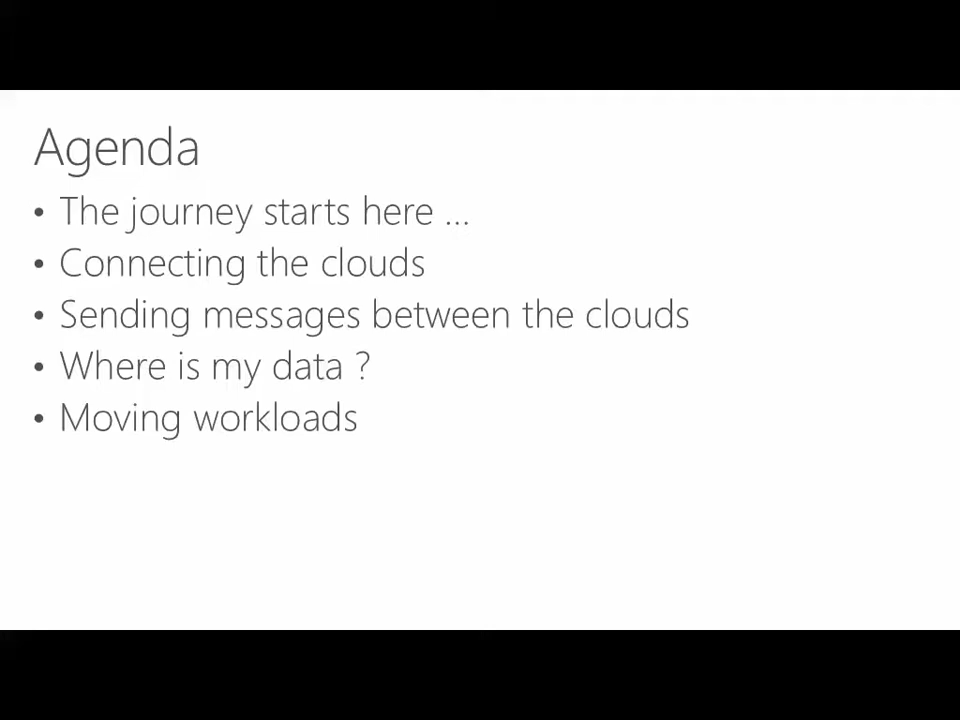 Agenda
• The journey starts here ...
• Connecting the clouds
• Sending messages between the clouds
• Where is my data ?
• Moving workloads